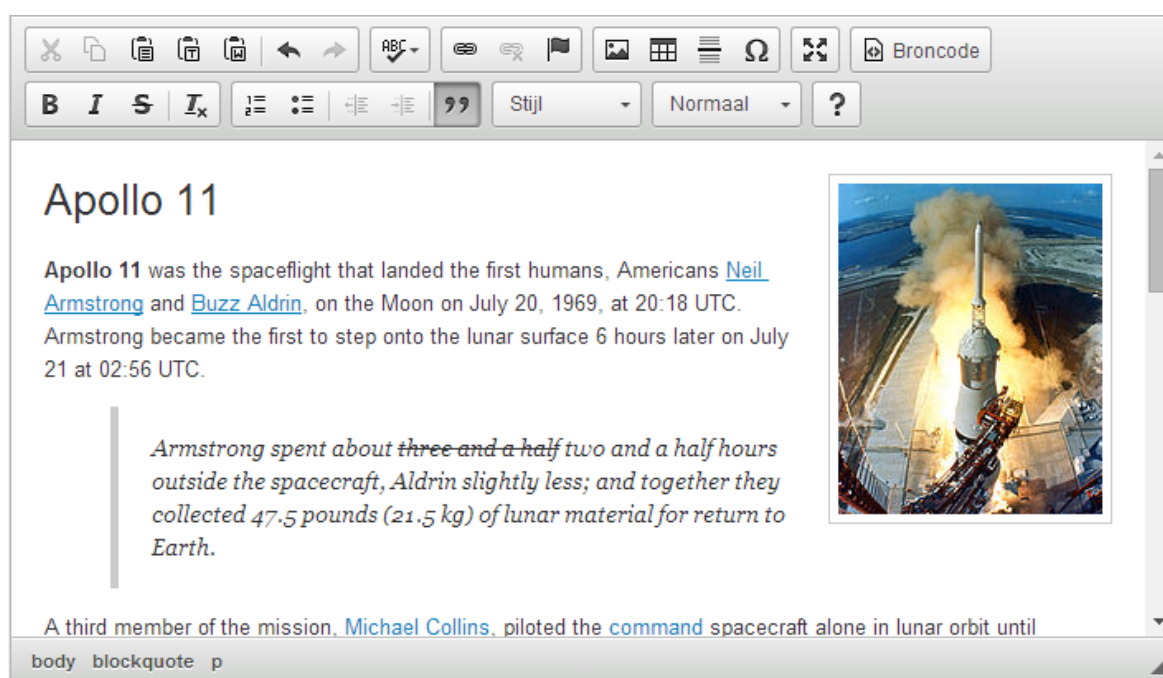 ABC
Ω
Broncode
B I S Ix
Stijl
Normaal
?
Apollo 11
Apollo 11 was the spaceflight that landed the first humans, Americans Neil
Armstrong and Buzz Aldrin, on the Moon on July 20, 1969, at 20:18 UTC.
Armstrong became the first to step onto the lunar surface 6 hours later on July
21 at 02:56 UTC.
Armstrong spent about three and a half two and a half hours
outside the spacecraft, Aldrin slightly less; and together they
collected 47.5 pounds (21.5 kg) of lunar material for return to
Earth.
A third member of the mission, Michael Collins, piloted the command spacecraft alone in lunar orbit until
body blockquote p